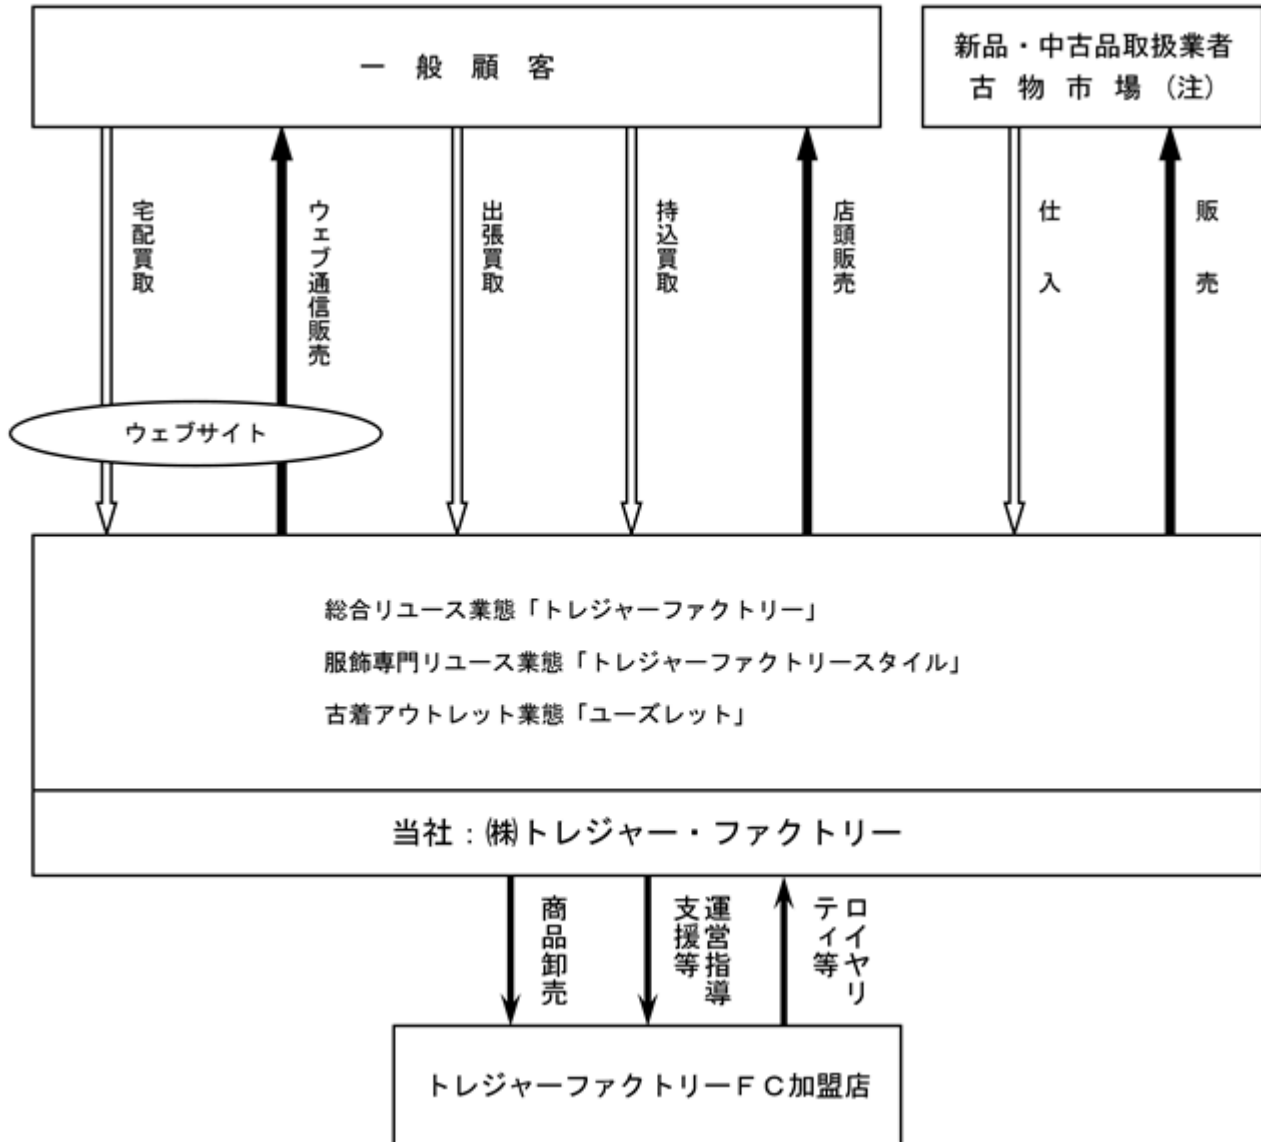 一般顧客
新品・中古品取扱業者
古物市場（注）
宅配買取
ウェブ通信販売
出張買取
持込買取
店頭販売
仕入
販売
ウェブサイト
総合リユース業態「トレジャーファクトリー」
服飾専門リユース業態「トレジャーファクトリースタイル」
古着アウトレット業態「ユーズレット」
当社：㈱トレジャー・ファクトリー
商品卸売
運営指導
支援等
ロイヤリ
ティ等
トレジャーファクトリーＦＣ加盟店